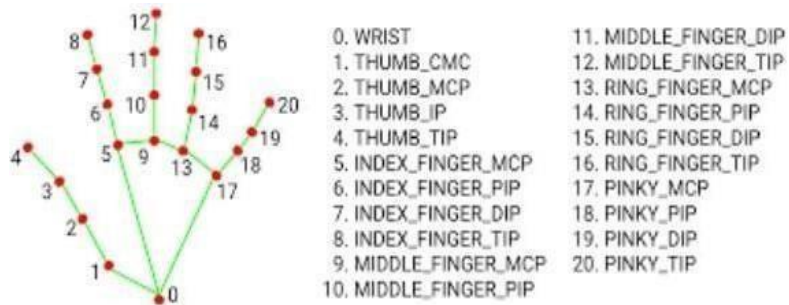 12
8
16
11
7
15
6
10
20
14
19
4
5
9
13
18
3
17
2
1
0
0. WRIST
1. THUMB_CMC
2. THUMB_MCP
3. THUMB_IP
4. THUMB_TIP
5. INDEX_FINGER_MCP
6. INDEX_FINGER_PIP
7. INDEX_FINGER_DIP
8. INDEX_FINGER_TIP
9. MIDDLE_FINGER_MCP
10. MIDDLE_FINGER_PIP
11. MIDDLE_FINGER_DIP
12. MIDDLE_FINGER_TIP
13. RING_FINGER_MCP
14. RING_FINGER_PIP
15. RING_FINGER_DIP
16. RING_FINGER_TIP
17. PINKY_MCP
18. PINKY_PIP
19. PINKY_DIP
20. PINKY_TIP